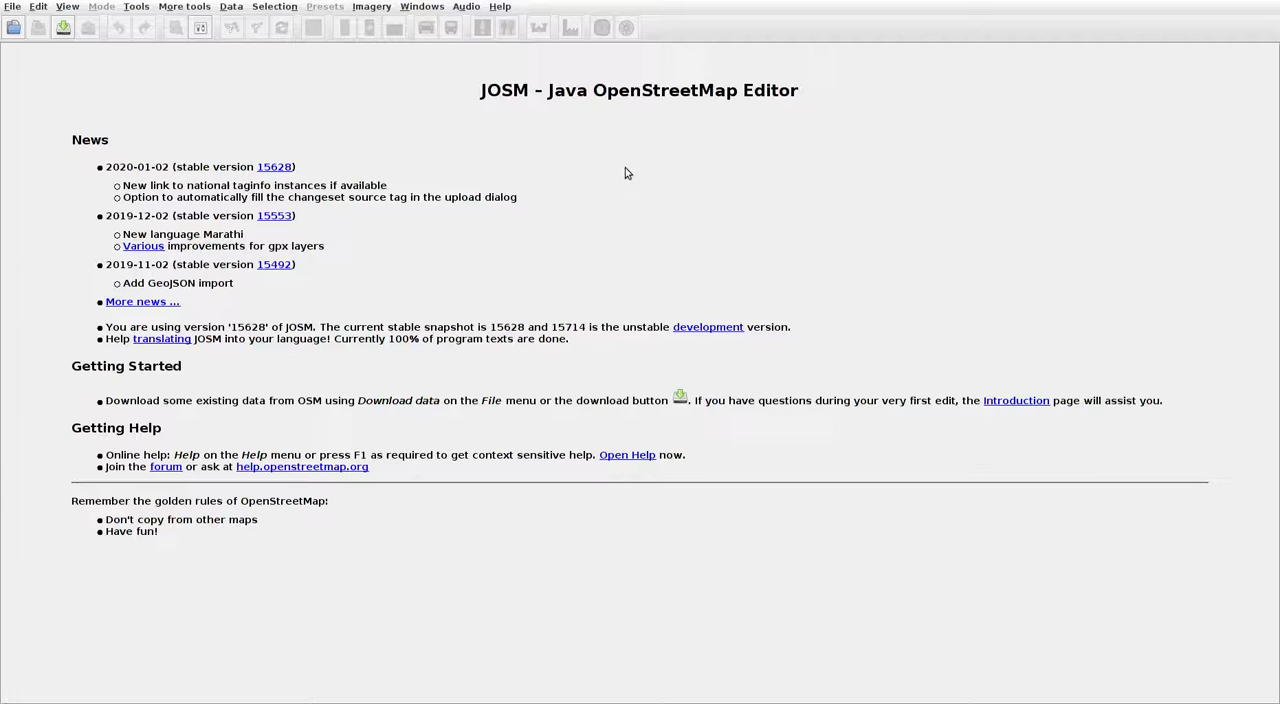 File Edit View Mode Tools More tools Data Selection Presets Imagery Windows Audio Help
JOSM – Java OpenStreetMap Editor
News
2020-01-02 (stable version 15628)
New link to national taginfo instances if available
Option to automatically fill the changeset source tag in the upload dialog
2019-12-02 (stable version 15553)
New language Marathi
Various improvements for gpx layers
2019-11-02 (stable version 15492)
Add GeoJSON import
More news ...
You are using version '15628' of JOSM. The current stable snapshot is 15628 and 15714 is the unstable development version.
Help translating JOSM into your language! Currently 100% of program texts are done.
Getting Started
Download some existing data from OSM using Download data on the File menu or the download button . If you have questions during your very first edit, the Introduction page will assist you.
Getting Help
Online help: Help on the Help menu or press F1 as required to get context sensitive help. Open Help now.
Join the forum or ask at help.openstreetmap.org
Remember the golden rules of OpenStreetMap:
Don't copy from other maps
Have fun!